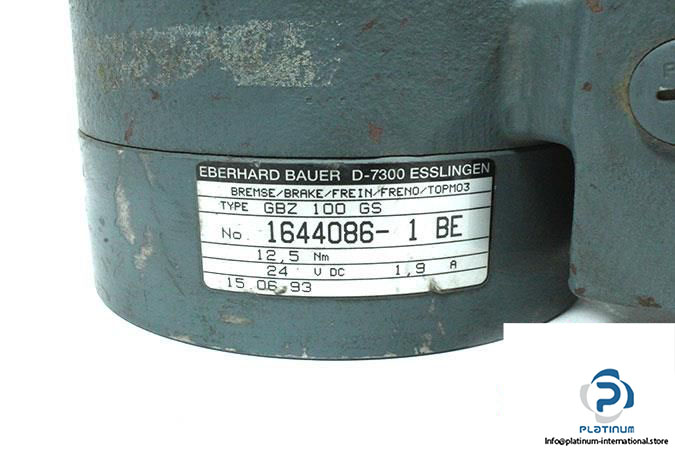 EBERHARD BAUER D-7300 ESSLINGEN
BREMSE/BRAKE/FREIN/FRENO/TOPMO3
TYPE GBZ 100 GS
No. 1644086- 1 BE
12,5 Nm
24 V DC 1,9 A
15.06.93
P
PLATINUM
info@platinum-international.store